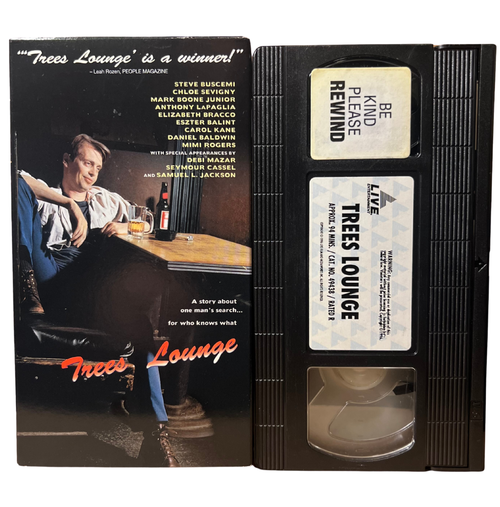 "'Trees Lounge' is a winner!"
–Leah Rozen, PEOPLE MAGAZINE
STEVE BUSCEMI
CHLOE SEVIGNY
MARK BOONE JUNIOR
ANTHONY LaPAGLIA
ELIZABETH BRACCO
ESZTER BALINT
CAROL KANE
DANIEL BALDWIN
MIMI ROGERS
WITH SPECIAL APPEARANCES BY
DEBI MAZAR
SEYMOUR CASSEL
AND SAMUEL L. JACKSON
A story about
one man's search...
for who knows what
Trees Lounge
BE
KIND
PLEASE
REWIND
LIVE
ENTERTAINMENT
TREES LOUNGE
APPROX. 94 MINS. / CAT. NO. 49438 / RATED R